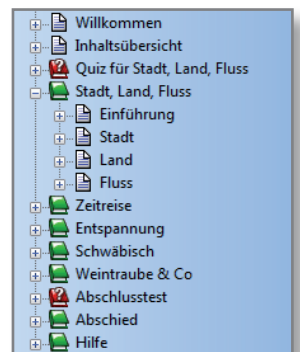 Willkommen
Inhaltsübersicht
Quiz für Stadt, Land, Fluss
Stadt, Land, Fluss
Einführung
Stadt
Land
Fluss
Zeitreise
Entspannung
Schwäbisch
Weintraube & Co
Abschlusstest
Abschied
Hilfe